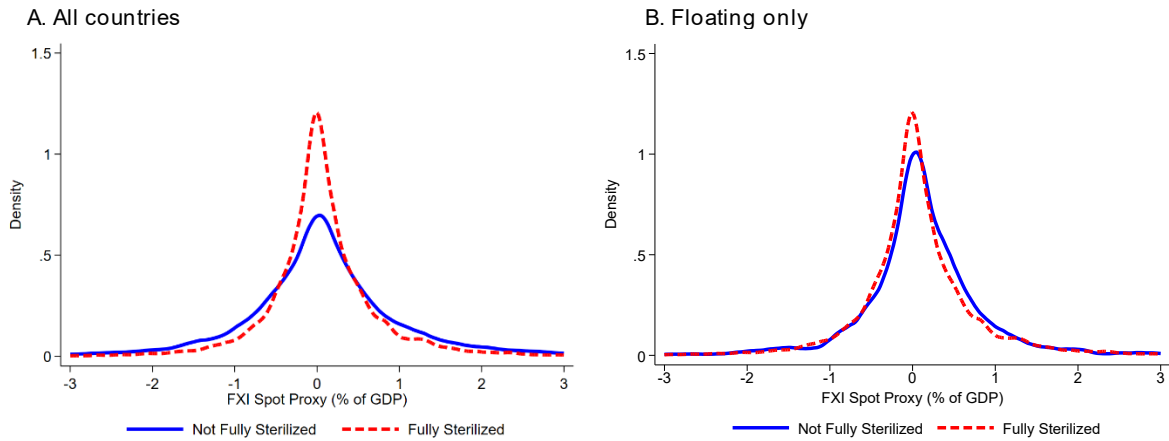 A. All countries
1.5
1
.5
0
Density
-3 -2 -1 0 1 2 3
FXI Spot Proxy (% of GDP)
Not Fully Sterilized Fully Sterilized
B. Floating only
1.5
1
.5
0
Density
-3 -2 -1 0 1 2 3
FXI Spot Proxy (% of GDP)
Not Fully Sterilized Fully Sterilized